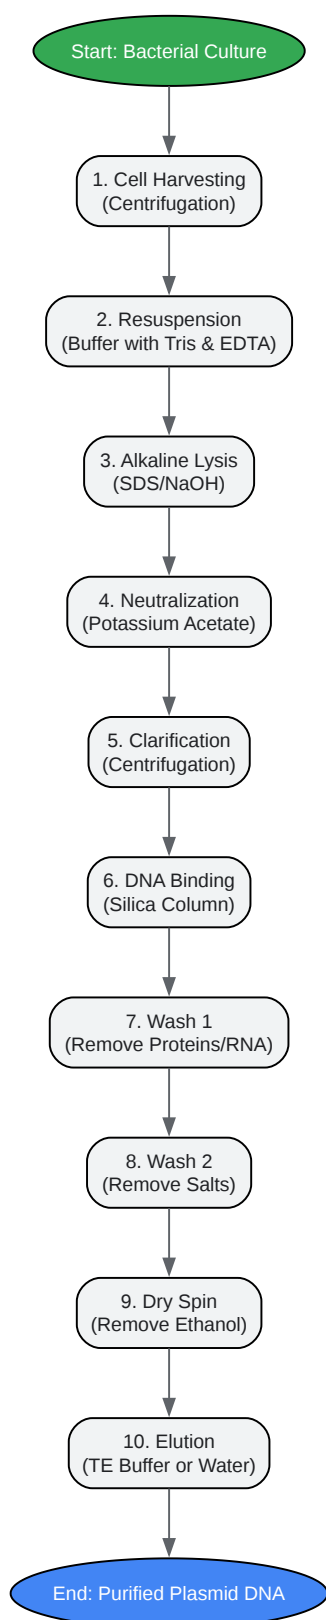 Start: Bacterial Culture
1. Cell Harvesting
(Centrifugation)
2. Resuspension
(Buffer with Tris & EDTA)
3. Alkaline Lysis
(SDS/NaOH)
4. Neutralization
(Potassium Acetate)
5. Clarification
(Centrifugation)
6. DNA Binding
(Silica Column)
7. Wash 1
(Remove Proteins/RNA)
8. Wash 2
(Remove Salts)
9. Dry Spin
(Remove Ethanol)
10. Elution
(TE Buffer or Water)
End: Purified Plasmid DNA